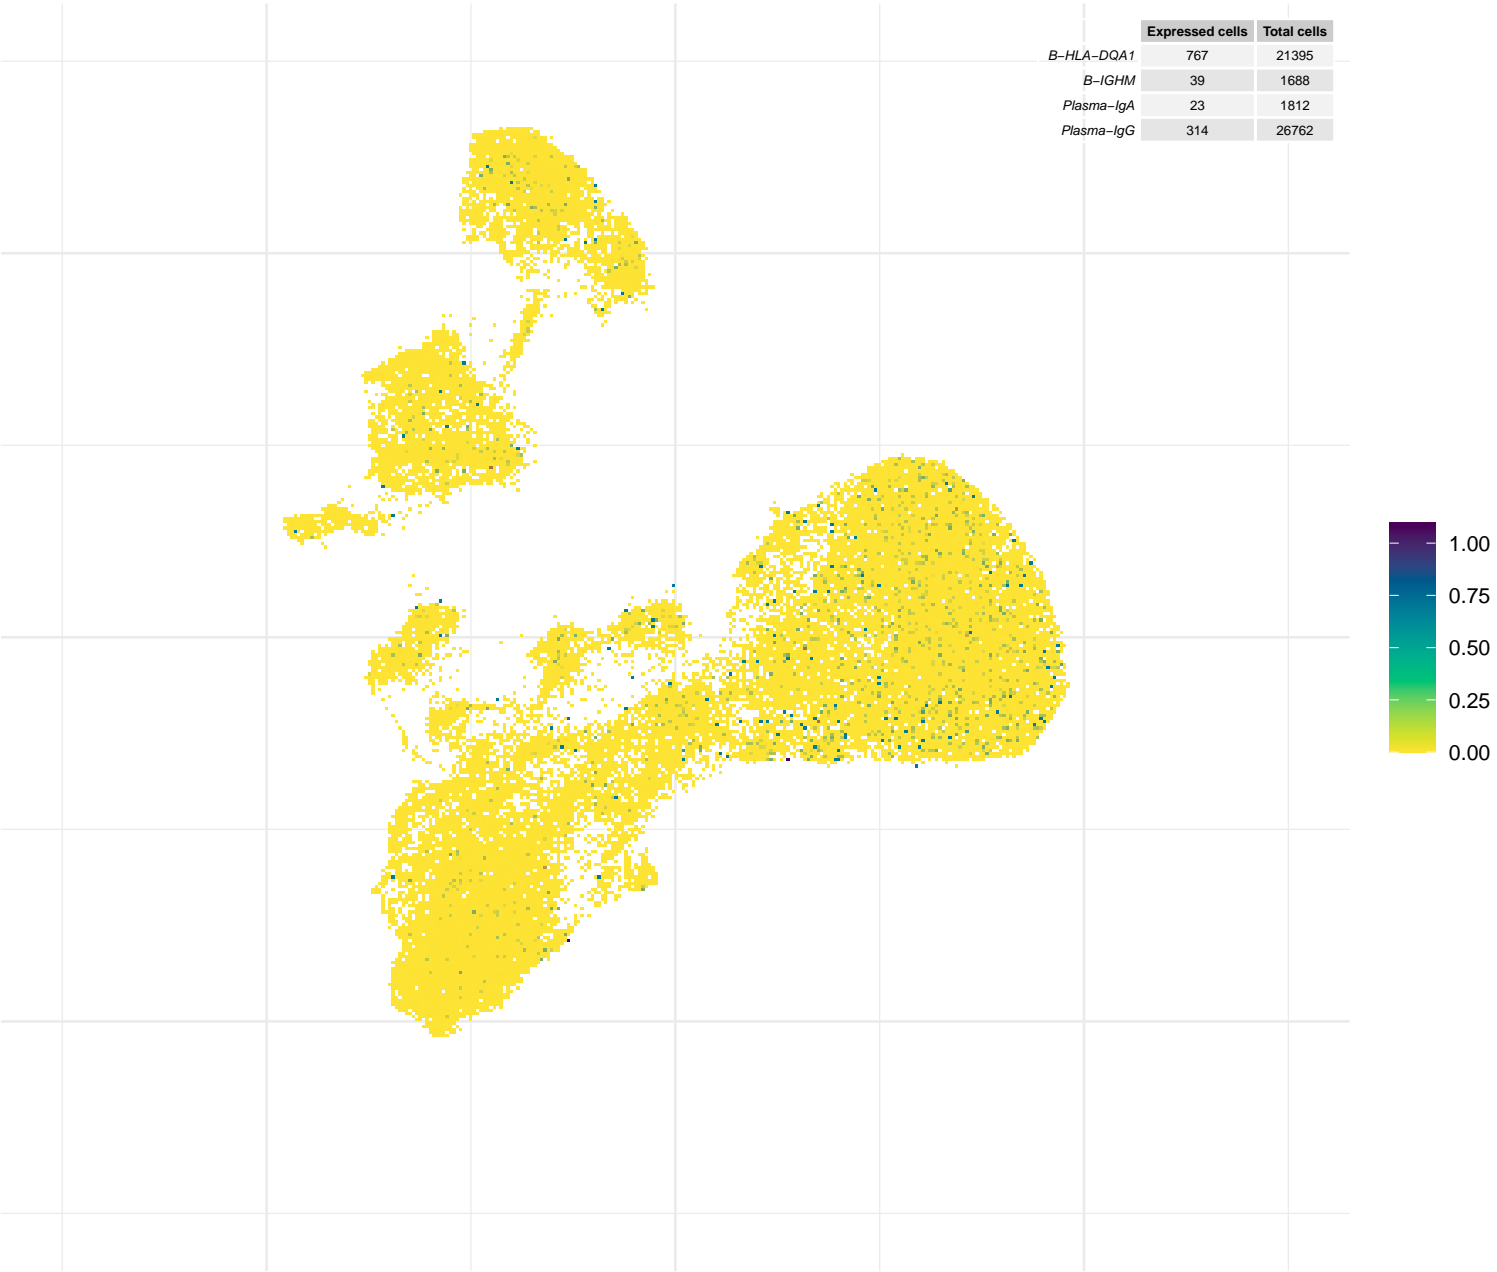 Expressed cells Total cells
B−HLA−DQA1 767 21395
B−IGHM 39 1688
Plasma−IgA 23 1812
Plasma−IgG 314 26762
1.00
0.75
0.50
0.25
0.00